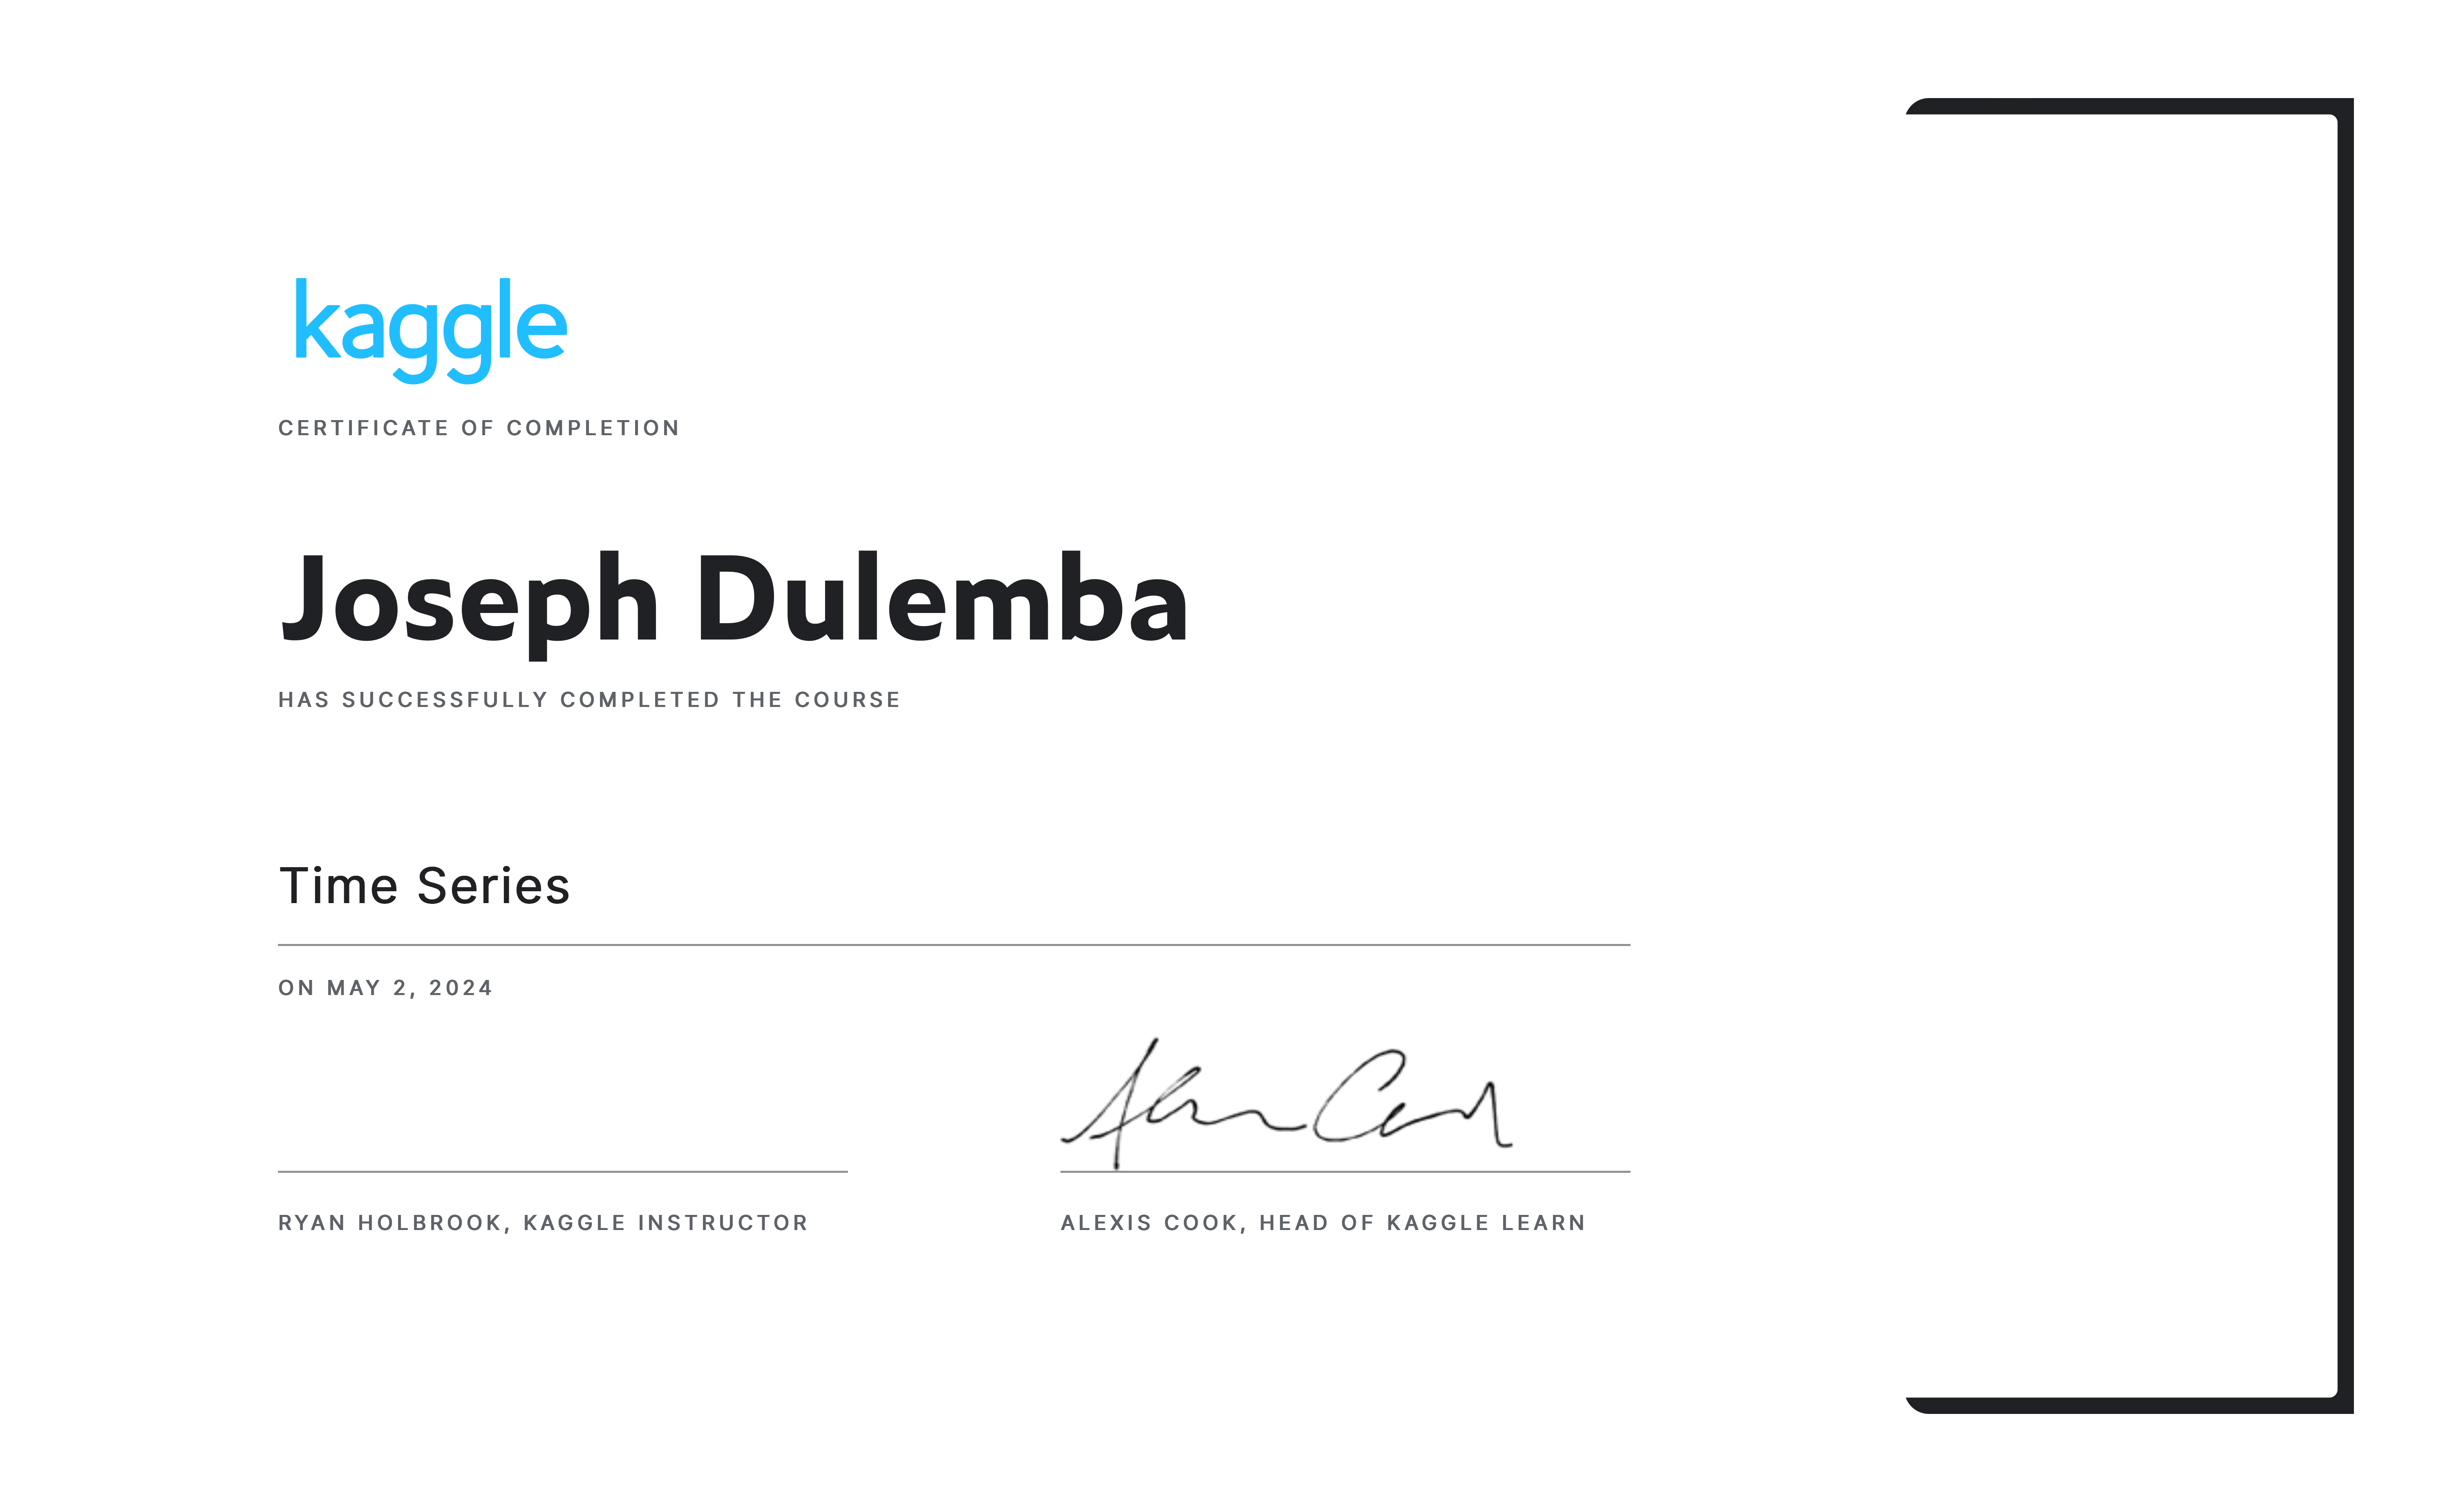 kaggle
CERTIFICATE OF COMPLETION
Joseph Dulemba
HAS SUCCESSFULLY COMPLETED THE COURSE
Time Series
ON MAY 2, 2024
RYAN HOLBROOK, KAGGLE INSTRUCTOR
ALEXIS COOK, HEAD OF KAGGLE LEARN